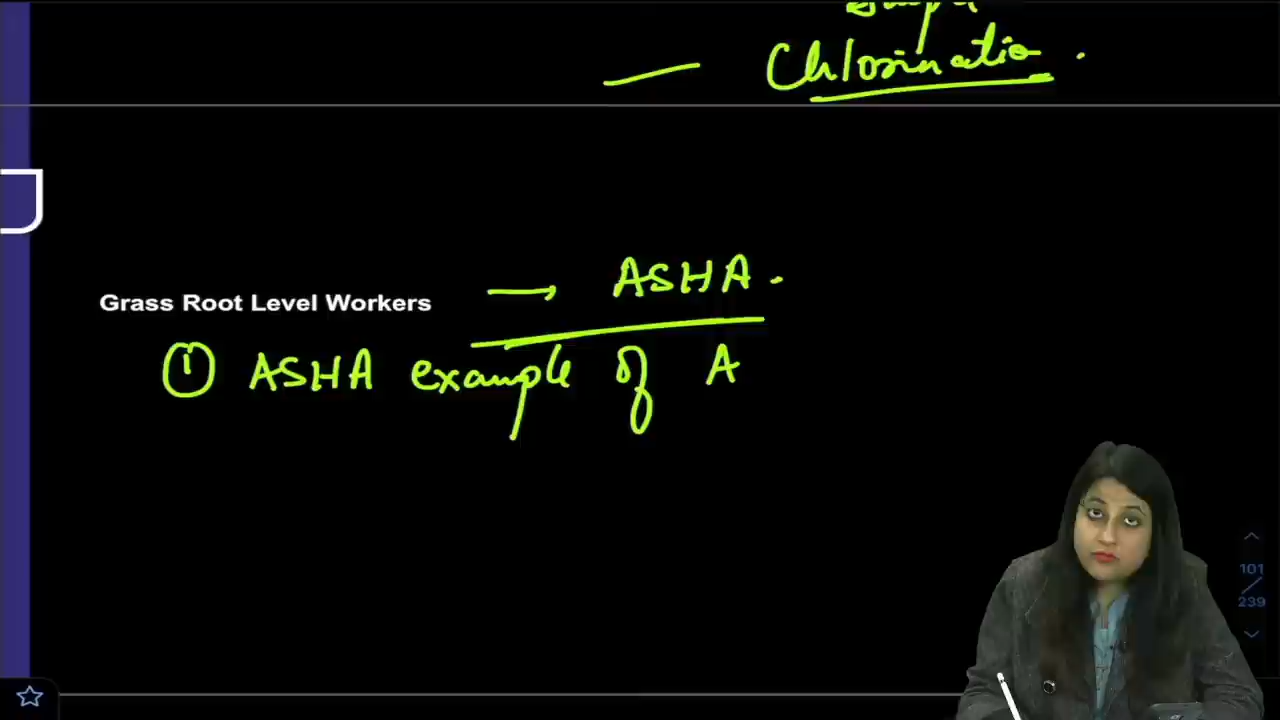 Chlorination.
Grass Root Level Workers → ASHA.
① ASHA example of A
101
239